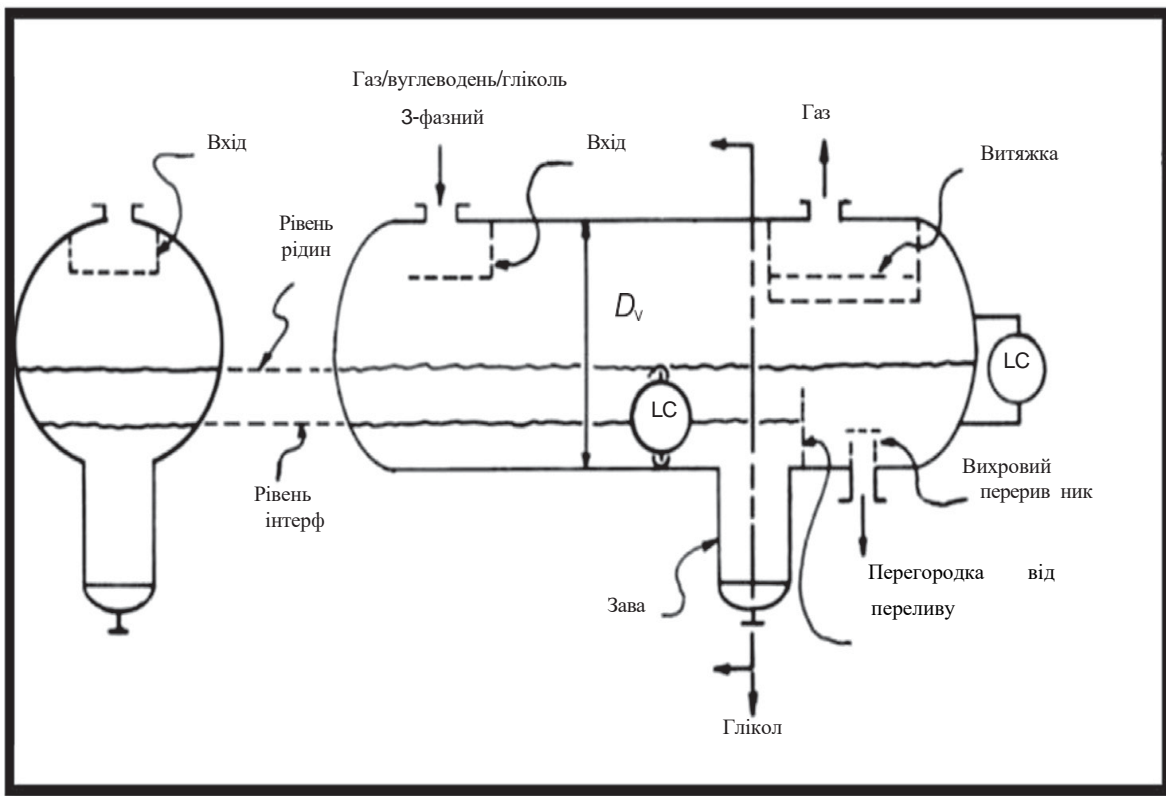 Газ/вуглеводень/гліколь
3-фазний
Газ
Вхід
Вхід
Витяжка
Рівень
рідин
Dv
LC
LC
Рівень
інтерф
Вихровий
перерив ник
Перегородка від
переливу
Зава
Глікол